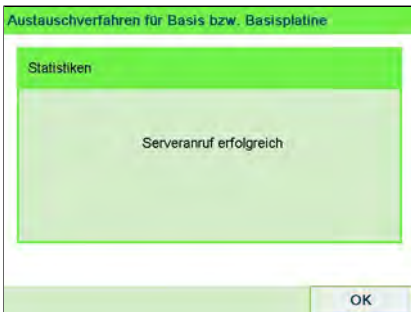 Austauschverfahren für Basis bzw. Basisplatine
Statistiken
Serveranruf erfolgreich
OK